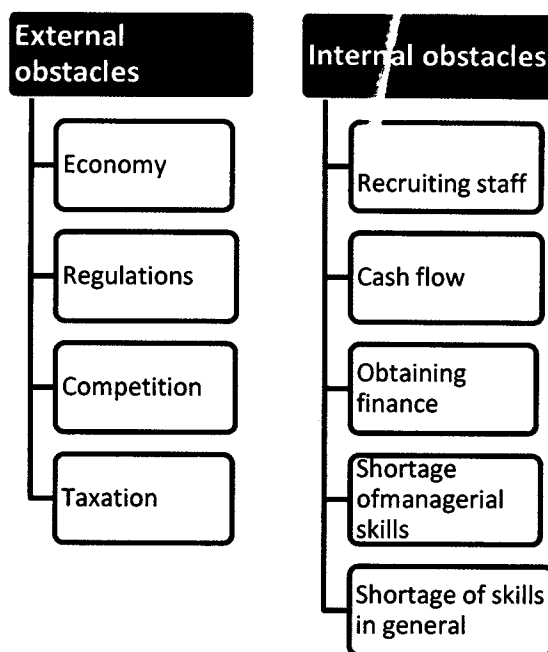 External
obstacles
Economy
Regulations
Competition
Taxation
Internal obstacles
Recruiting staff
Cash flow
Obtaining
finance
Shortage
ofmanagerial
skills
Shortage of skills
in general